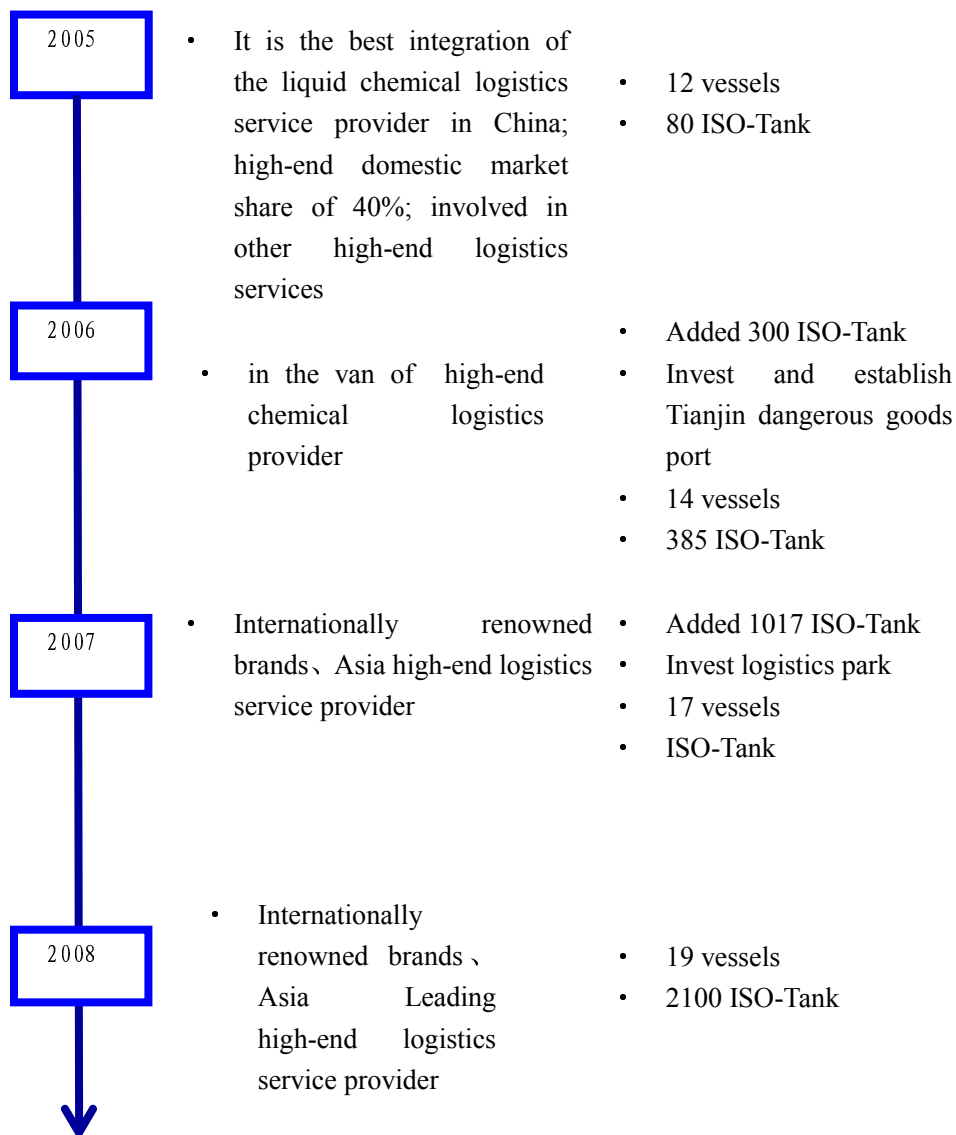 2005
• It is the best integration of
the liquid chemical logistics
service provider in China;
high-end domestic market
share of 40%; involved in
other high-end logistics
services
• 12 vessels
• 80 ISO-Tank
2006
• in the van of high-end
chemical logistics
provider
• Added 300 ISO-Tank
• Invest and establish
Tianjin dangerous goods
port
• 14 vessels
• 385 ISO-Tank
2007
• Internationally renowned
brands、Asia high-end logistics
service provider
• Added 1017 ISO-Tank
• Invest logistics park
• 17 vessels
• ISO-Tank
2008
• Internationally
renowned brands、
Asia Leading
high-end logistics
service provider
• 19 vessels
• 2100 ISO-Tank